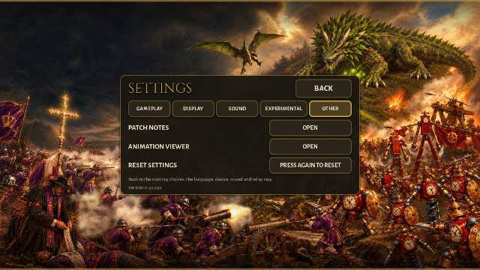 SETTINGS
BACK
GAMEPLAY DISPLAY SOUND EXPERIMENTAL OTHER
PATCH NOTES OPEN
ANIMATION VIEWER OPEN
RESET SETTINGS PRESS AGAIN TO RESET